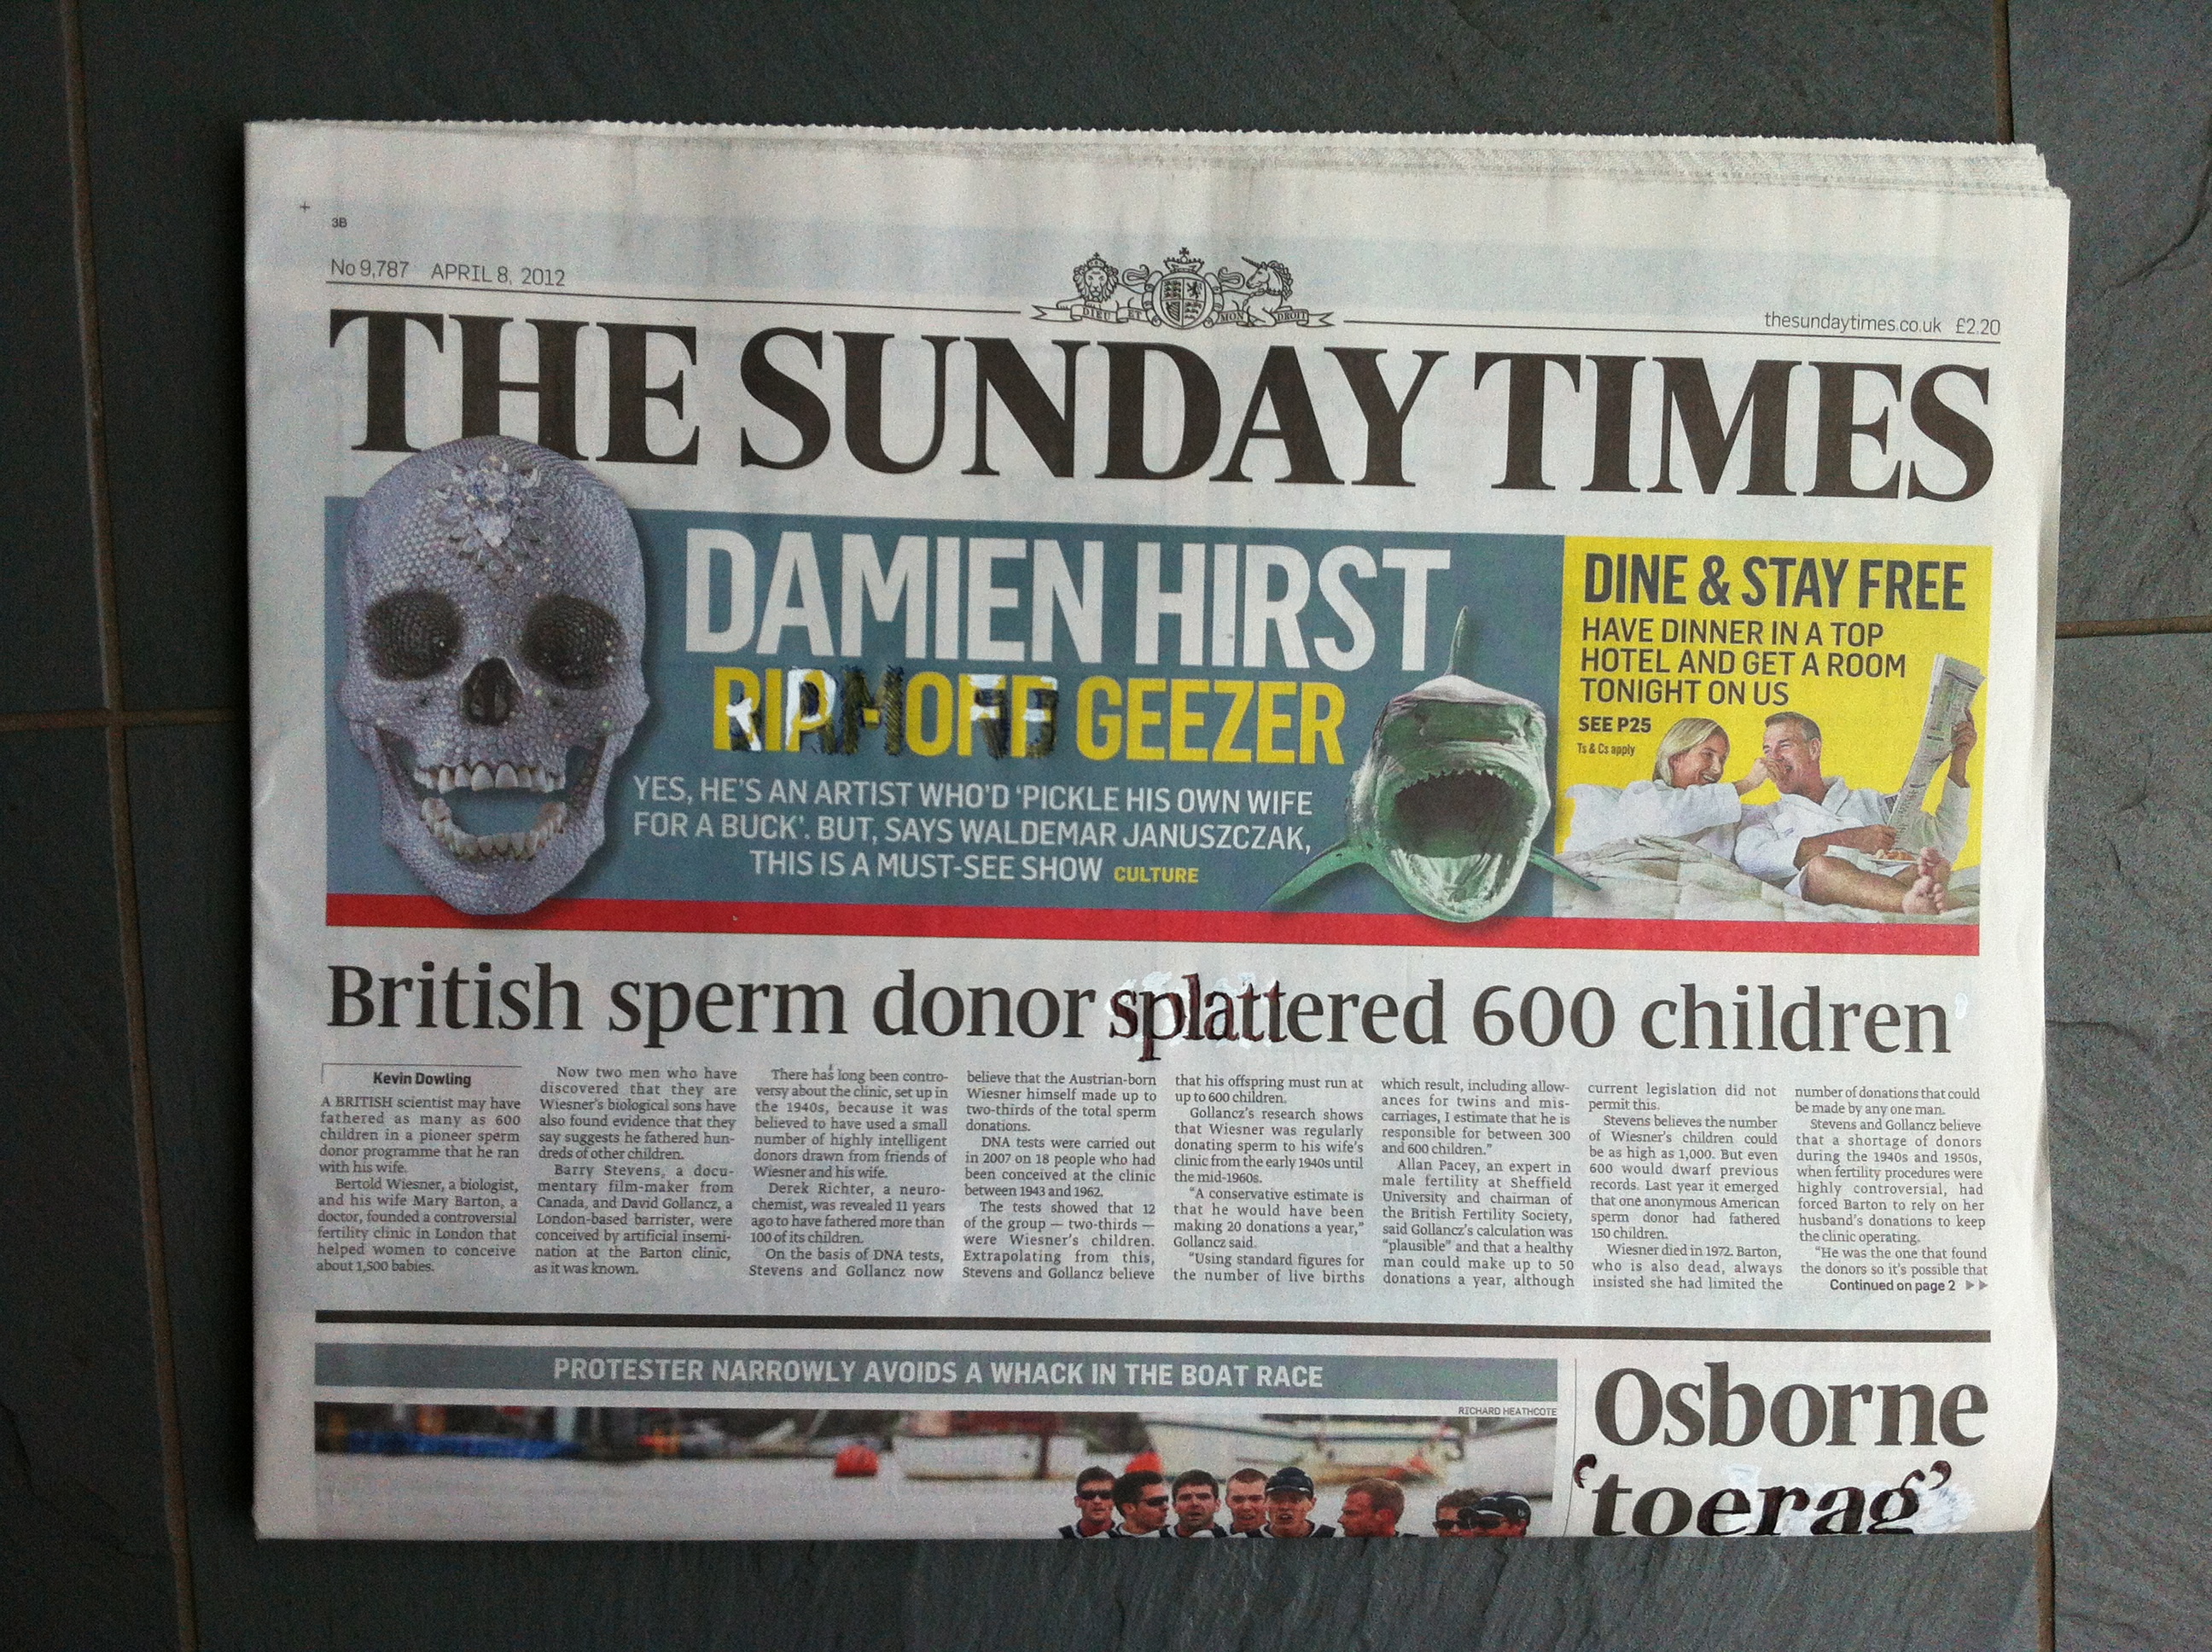 3B
No 9,787 APRIL 8, 2012
DIEU ET MON DROIT
thesundaytimes.co.uk £2.20
THE SUNDAY TIMES
DAMIEN HIRST
RIP-OFF GEEZER
YES, HE'S AN ARTIST WHO'D 'PICKLE HIS OWN WIFE
FOR A BUCK'. BUT, SAYS WALDEMAR JANUSZCZAK,
THIS IS A MUST-SEE SHOW CULTURE
DINE & STAY FREE
HAVE DINNER IN A TOP
HOTEL AND GET A ROOM
TONIGHT ON US
SEE P25
Ts & Cs apply
British sperm donor splattered 600 children
Kevin Dowling
A BRITISH scientist may have
fathered as many as 600
children in a pioneer sperm
donor programme that he ran
with his wife.
Bertold Wiesner, a biologist,
and his wife Mary Barton, a
doctor, founded a controversial
fertility clinic in London that
helped women to conceive
about 1,500 babies.
Now two men who have
discovered that they are
Wiesner's biological sons have
also found evidence that they
say suggests he fathered hun-
dreds of other children.
Barry Stevens, a docu-
mentary film-maker from
Canada, and David Gollancz, a
London-based barrister, were
conceived by artificial insemi-
nation at the Barton clinic,
as it was known.
There has long been contro-
versy about the clinic, set up in
the 1940s, because it was
believed to have used a small
number of highly intelligent
donors drawn from friends of
Wiesner and his wife.
Derek Richter, a neuro-
chemist, was revealed 11 years
ago to have fathered more than
100 of its children.
On the basis of DNA tests,
Stevens and Gollancz now
believe that the Austrian-born
Wiesner himself made up to
two-thirds of the total sperm
donations.
DNA tests were carried out
in 2007 on 18 people who had
been conceived at the clinic
between 1943 and 1962.
The tests showed that 12
of the group — two-thirds —
were Wiesner's children.
Extrapolating from this,
Stevens and Gollancz believe
that his offspring must run at
up to 600 children.
Gollancz's research shows
that Wiesner was regularly
donating sperm to his wife's
clinic from the early 1940s until
the mid-1960s.
"A conservative estimate is
that he would have been
making 20 donations a year,"
Gollancz said.
"Using standard figures for
the number of live births
which result, including allow-
ances for twins and mis-
carriages, I estimate that he is
responsible for between 300
and 600 children."
Allan Pacey, an expert in
male fertility at Sheffield
University and chairman of
the British Fertility Society,
said Gollancz's calculation was
"plausible" and that a healthy
man could make up to 50
donations a year, although
current legislation did not
permit this.
Stevens believes the number
of Wiesner's children could
be as high as 1,000. But even
600 would dwarf previous
records. Last year it emerged
that one anonymous American
sperm donor had fathered
150 children.
Wiesner died in 1972. Barton,
who is also dead, always
insisted she had limited the
number of donations that could
be made by any one man.
Stevens and Gollancz believe
that a shortage of donors
during the 1940s and 1950s,
when fertility procedures were
highly controversial, had
forced Barton to rely on her
husband's donations to keep
the clinic operating.
"He was the one that found
the donors so it's possible that
Continued on page 2
PROTESTER NARROWLY AVOIDS A WHACK IN THE BOAT RACE
RICHARD HEATHCOTE
Osborne
'toerag'